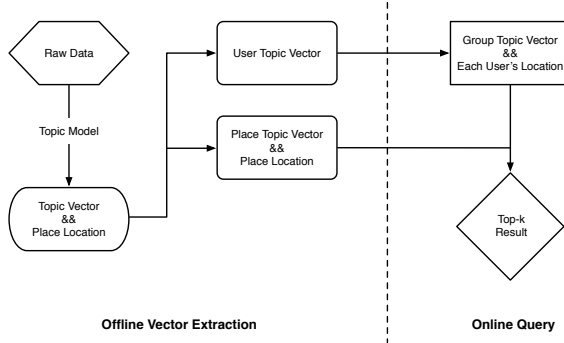 Raw Data
Topic Model
Topic Vector
&&
Place Location
User Topic Vector
Place Topic Vector
&&
Place Location
Group Topic Vector
&&
Each User's Location
Top-k
Result
Offline Vector Extraction
Online Query